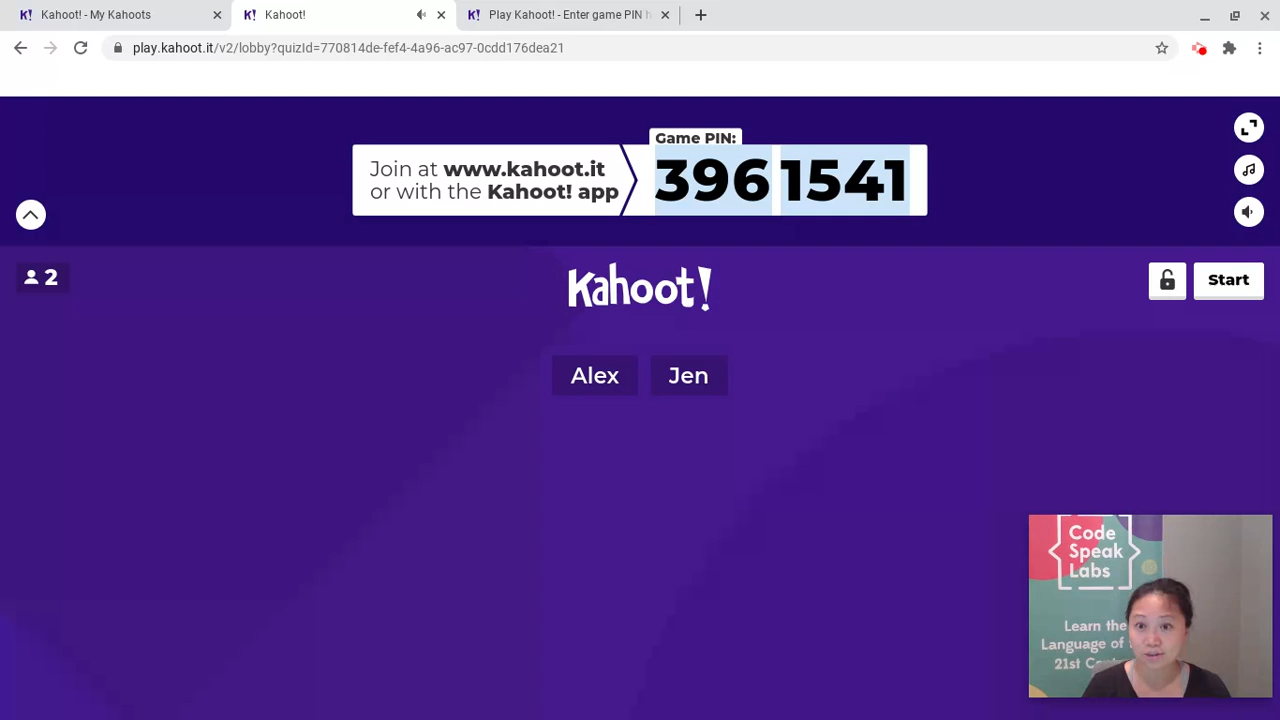 Kahoot! - My Kahoots
Kahoot!
Play Kahoot! - Enter game PIN h
play.kahoot.it/v2/lobby?quizId=770814de-fef4-4a96-ac97-0cdd176dea21
Game PIN:
Join at www.kahoot.it
or with the Kahoot! app
396 1541
2
Kahoot!
Start
Alex
Jen
Code
Speak
Labs
Learn the
Language of
21st